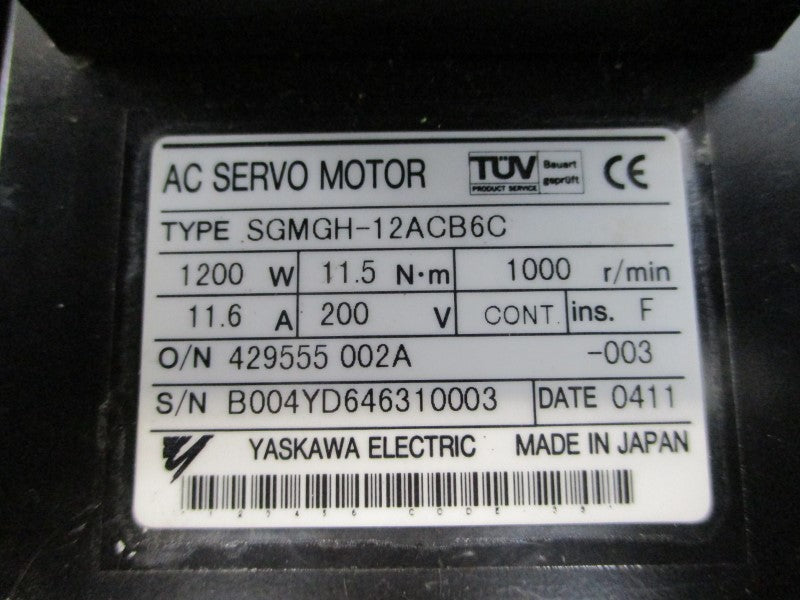 AC SERVO MOTOR TÜV PRODUCT SERVICE Bauart geprüft CE
TYPE SGMGH-12ACB6C
1200 W 11.5 N·m 1000 r/min
11.6 A 200 V CONT. ins. F
O/N 429555 002A -003
S/N B004YD646310003 DATE 0411
YASKAWA ELECTRIC MADE IN JAPAN